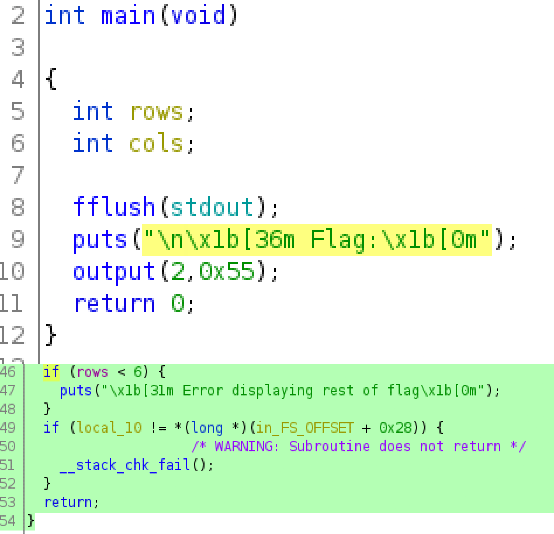 2 int main(void)
3
4 {
5 int rows;
6 int cols;
7
8 fflush(stdout);
9 puts("\n\x1b[36m Flag:\x1b[0m");
10 output(2,0x55);
11 return 0;
12 }
46 if (rows < 6) {
47 puts("\x1b[31m Error displaying rest of flag\x1b[0m");
48 }
49 if (local_10 != *(long *)(in_FS_OFFSET + 0x28)) {
50 /* WARNING: Subroutine does not return */
51 __stack_chk_fail();
52 }
53 return;
54 }